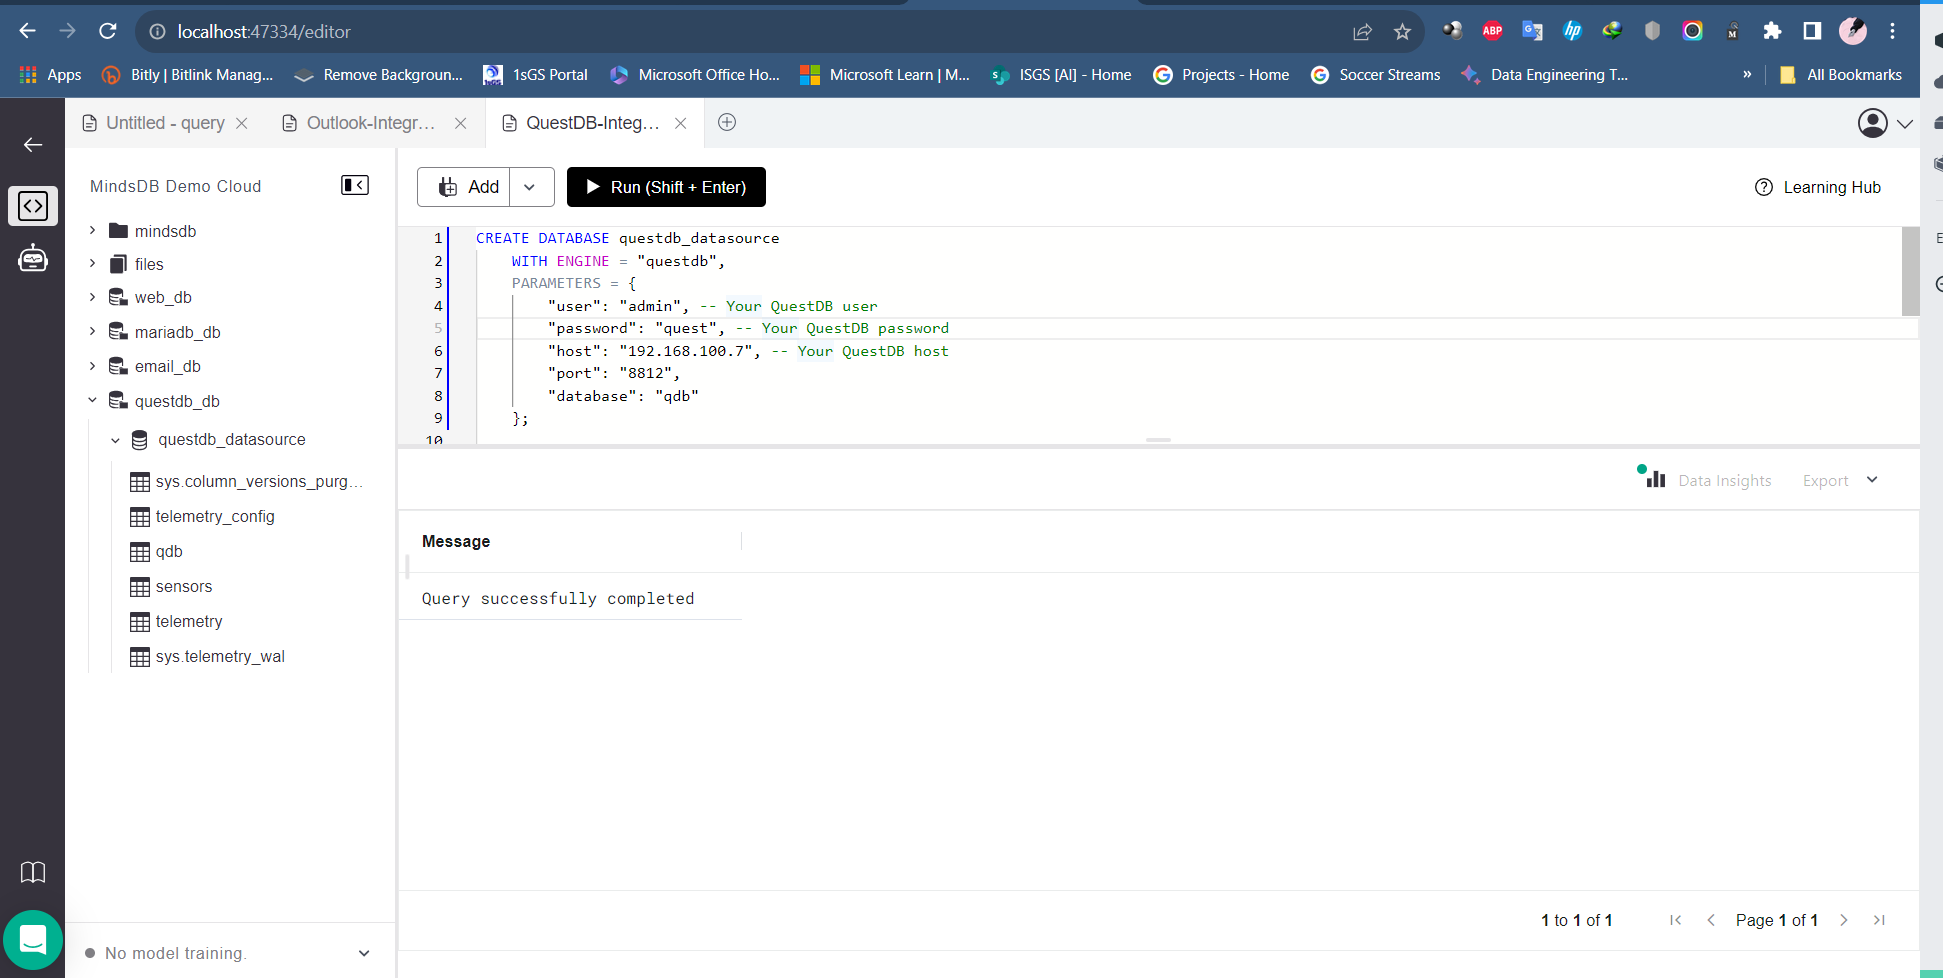 localhost:47334/editor
ABP
hp
M
Apps
Bitly | Bitlink Manag...
Remove Backgroun...
1sGS Portal
Microsoft Office Ho...
Microsoft Learn | M...
ISGS [AI] - Home
Projects - Home
Soccer Streams
Data Engineering T...
»
All Bookmarks
Untitled - query
Outlook-Integr...
QuestDB-Integ...
MindsDB Demo Cloud
Add
Run (Shift + Enter)
Learning Hub
mindsdb
files
web_db
mariadb_db
email_db
questdb_db
questdb_datasource
sys.column_versions_purg...
telemetry_config
qdb
sensors
telemetry
sys.telemetry_wal
1 CREATE DATABASE questdb_datasource
2 WITH ENGINE = "questdb",
3 PARAMETERS = {
4 "user": "admin", -- Your QuestDB user
5 "password": "quest", -- Your QuestDB password
6 "host": "192.168.100.7", -- Your QuestDB host
7 "port": "8812",
8 "database": "qdb"
9 };
10
Data Insights
Export
Message
Query successfully completed
1 to 1 of 1
Page 1 of 1
No model training.